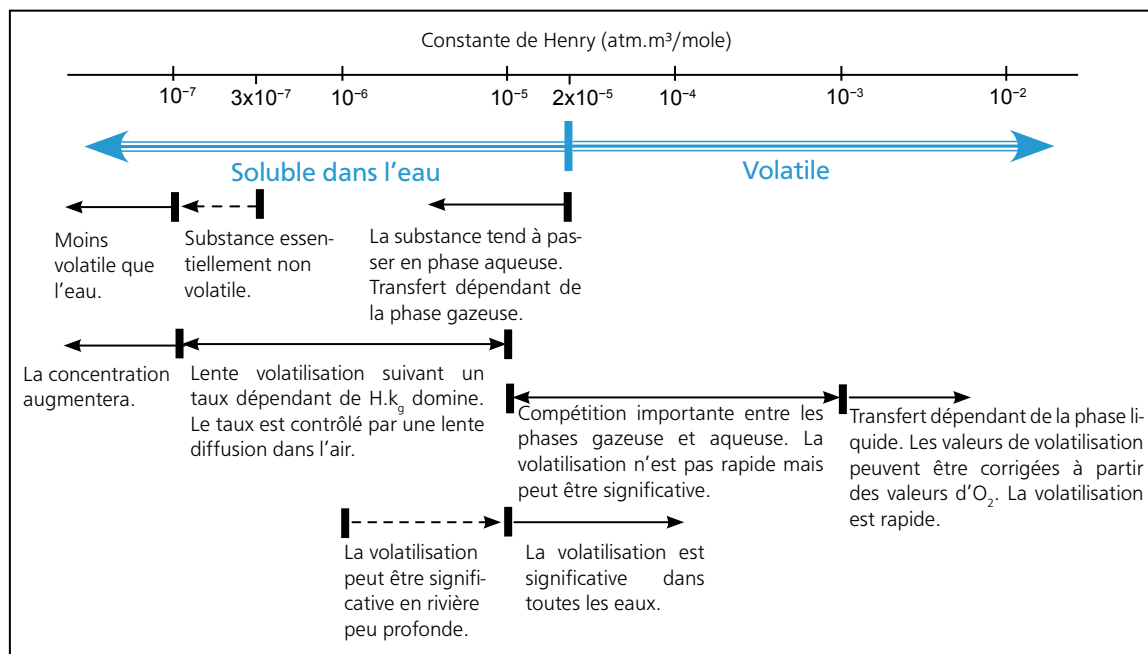 Constante de Henry (atm.m³/mole)
10⁻⁷ 3x10⁻⁷ 10⁻⁶ 10⁻⁵ 2x10⁻⁵ 10⁻⁴ 10⁻³ 10⁻²
Soluble dans l'eau
Volatile
Moins
volatile que
l'eau.
Substance essen-
tiellement non
volatile.
La substance tend à pas-
ser en phase aqueuse.
Transfert dépendant de
la phase gazeuse.
La concentration
augmentera.
Lente volatilisation suivant un
taux dépendant de H.kg domine.
Le taux est contrôlé par une lente
diffusion dans l'air.
Compétition importante entre les
phases gazeuse et aqueuse. La
volatilisation n'est pas rapide mais
peut être significative.
Transfert dépendant de la phase li-
quide. Les valeurs de volatilisation
peuvent être corrigées à partir
des valeurs d'O₂. La volatilisation
est rapide.
La volatilisation
peut être signifi-
cative en rivière
peu profonde.
La volatilisation est
significative dans
toutes les eaux.